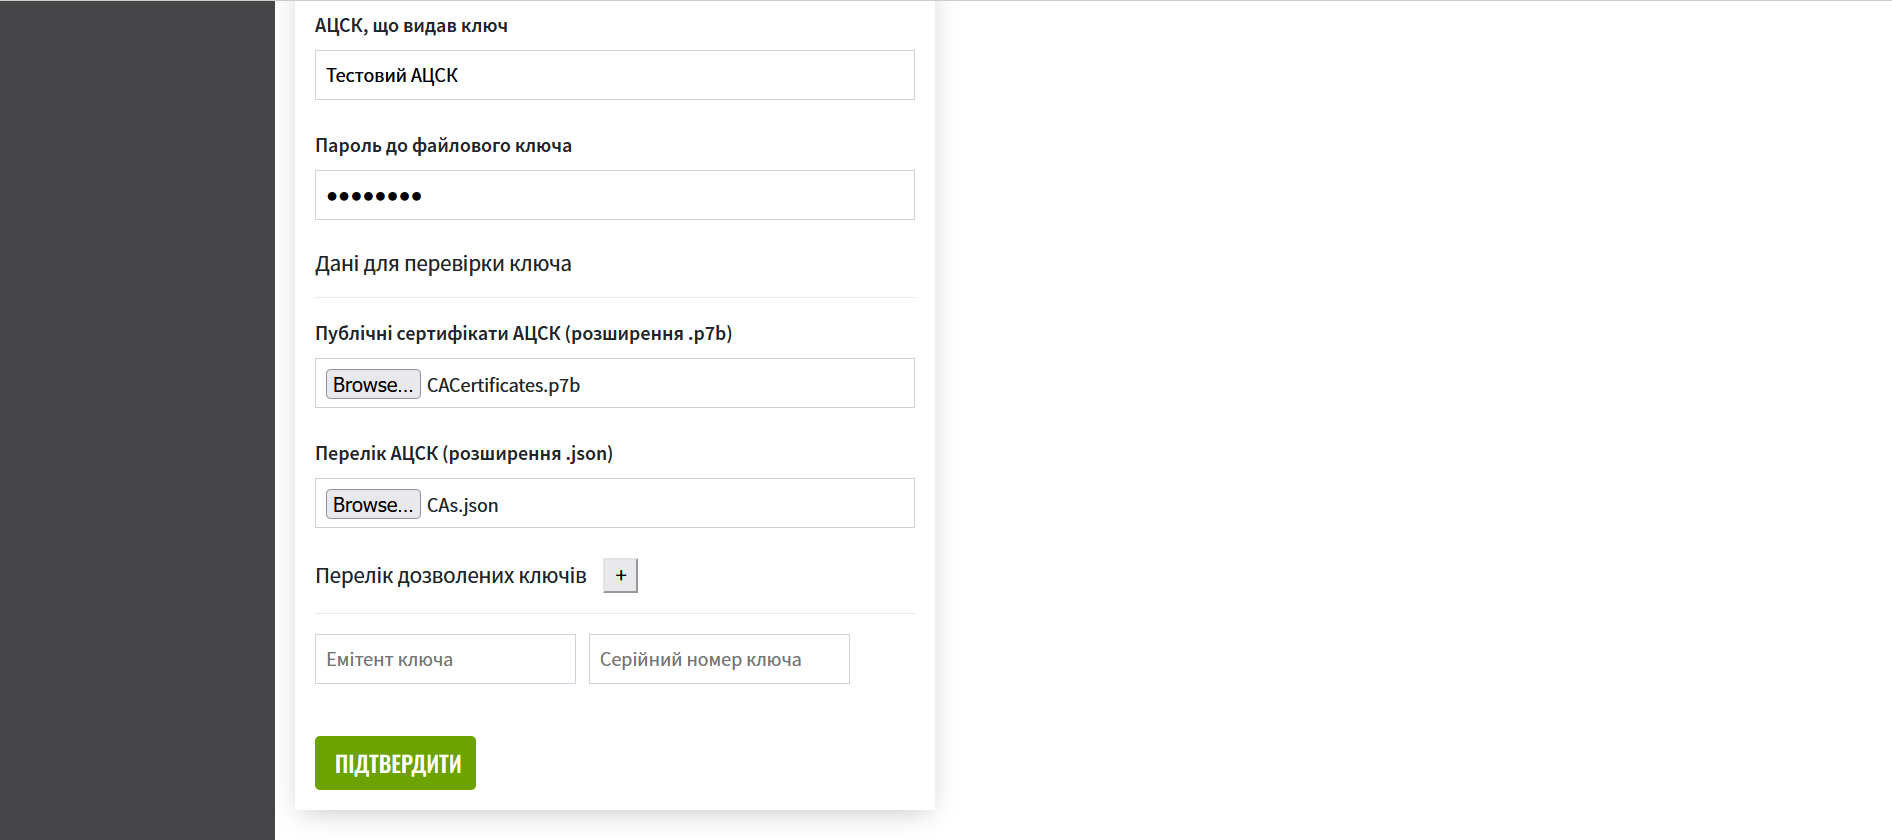 АЦСК, що видав ключ
Тестовий АЦСК
Пароль до файлового ключа
●●●●●●●●
Дані для перевірки ключа
Публічні сертифікати АЦСК (розширення .p7b)
Browse... CACertificates.p7b
Перелік АЦСК (розширення .json)
Browse... CAs.json
Перелік дозволених ключів +
Емітент ключа Серійний номер ключа
ПІДТВЕРДИТИ